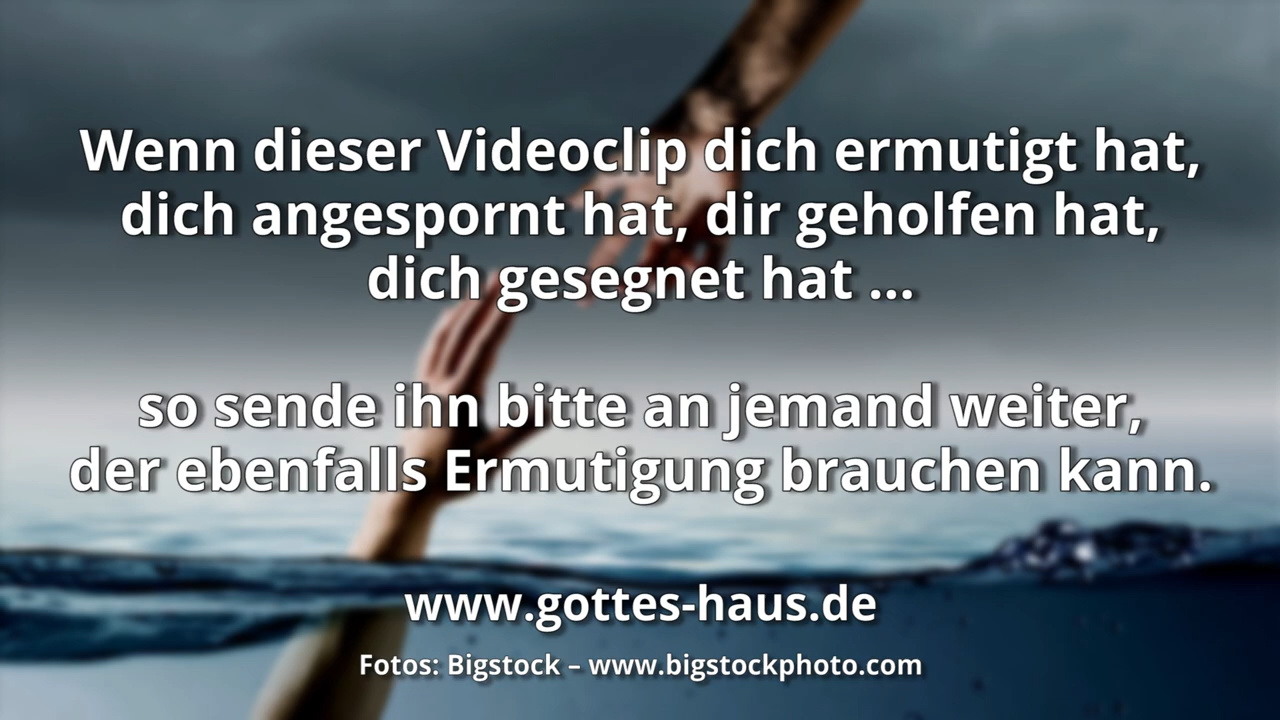 Wenn dieser Videoclip dich ermutigt hat,
dich angespornt hat, dir geholfen hat,
dich gesegnet hat ...
so sende ihn bitte an jemand weiter,
der ebenfalls Ermutigung brauchen kann.
www.gottes-haus.de
Fotos: Bigstock – www.bigstockphoto.com